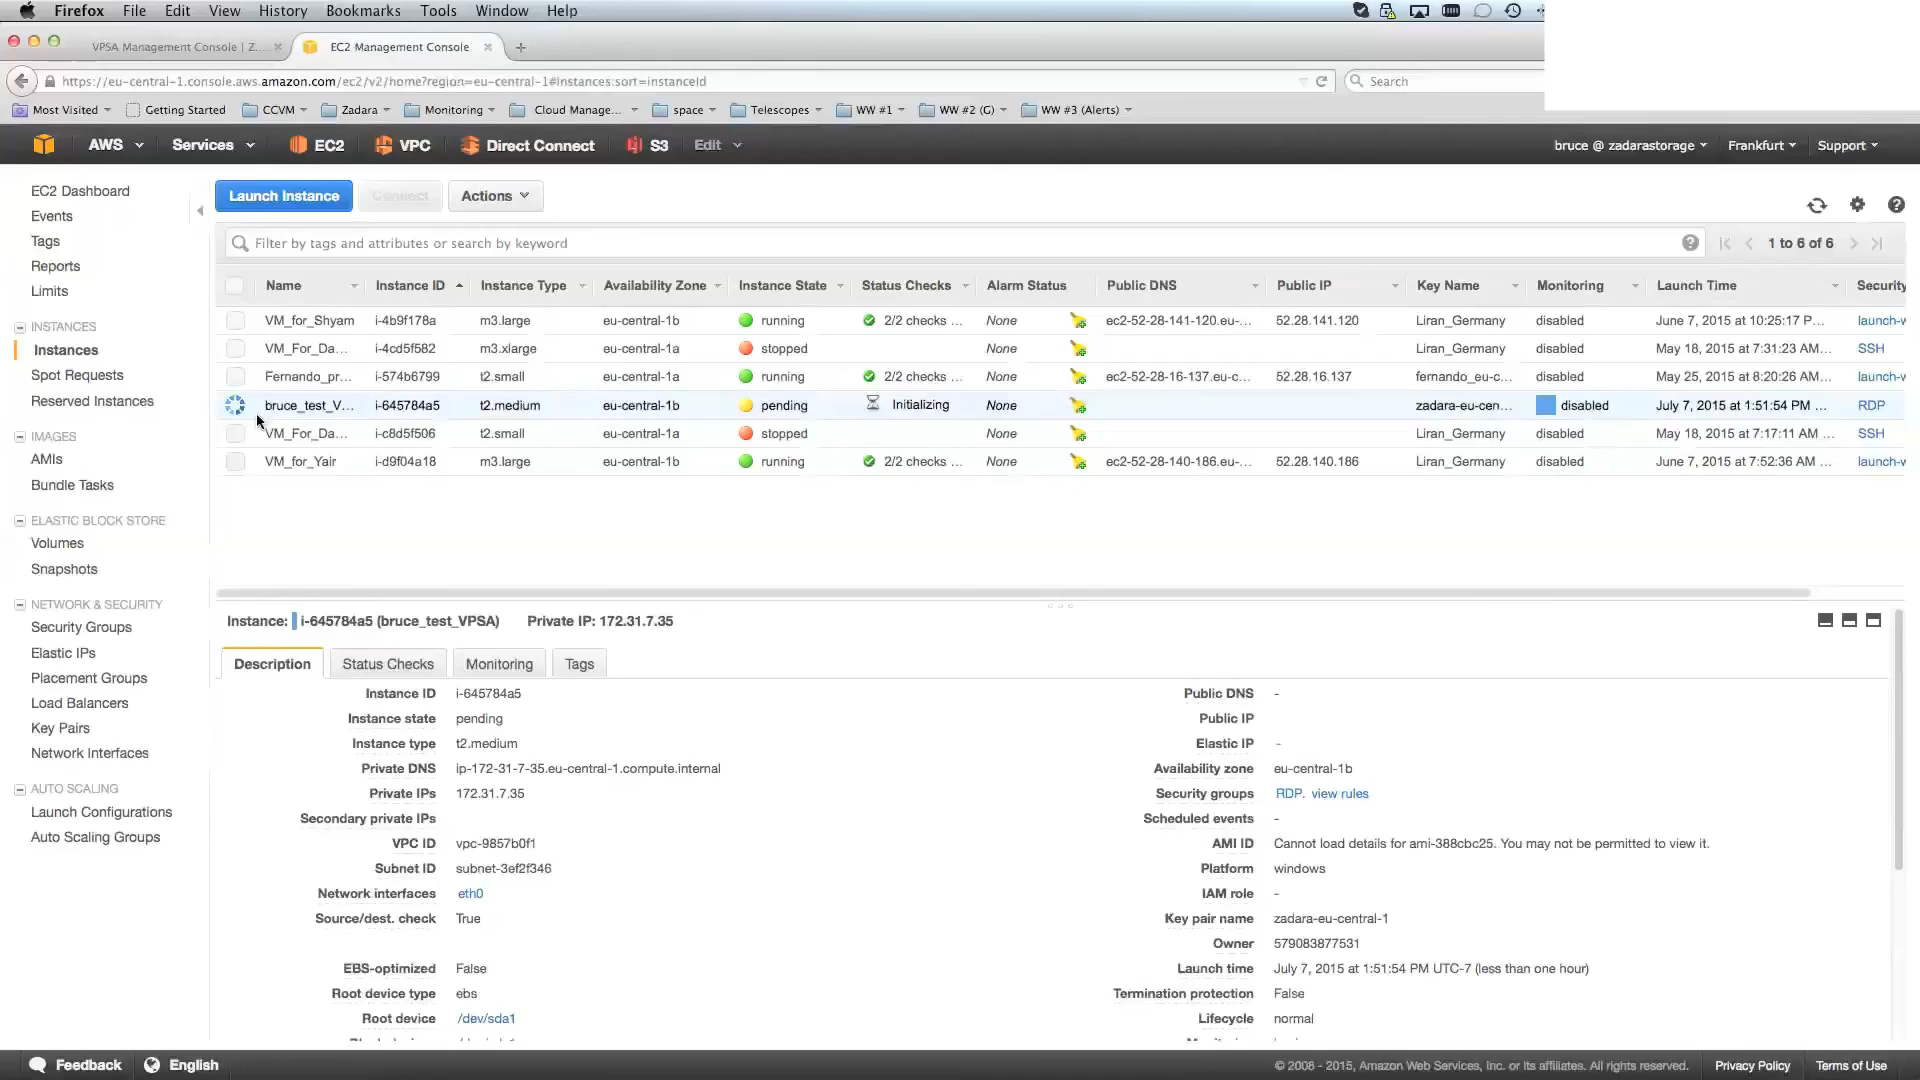 Firefox File Edit View History Bookmarks Tools Window Help
VPSA Management Console | Z...
EC2 Management Console
https://eu-central-1.console.aws.amazon.com/ec2/v2/home?region=eu-central-1#Instances:sort=instanceId
Search
Most Visited Getting Started CCVM Zadara Monitoring Cloud Manage... space Telescopes WW #1 WW #2 (G) WW #3 (Alerts)
AWS Services EC2 VPC Direct Connect S3 Edit bruce @ zadarastorage Frankfurt Support
EC2 Dashboard
Events
Tags
Reports
Limits
INSTANCES
Instances
Spot Requests
Reserved Instances
IMAGES
AMIs
Bundle Tasks
ELASTIC BLOCK STORE
Volumes
Snapshots
NETWORK & SECURITY
Security Groups
Elastic IPs
Placement Groups
Load Balancers
Key Pairs
Network Interfaces
AUTO SCALING
Launch Configurations
Auto Scaling Groups
Launch Instance Connect Actions
Filter by tags and attributes or search by keyword
1 to 6 of 6
Name Instance ID Instance Type Availability Zone Instance State Status Checks Alarm Status Public DNS Public IP Key Name Monitoring Launch Time Security
VM_for_Shyam i-4b9f178a m3.large eu-central-1b running 2/2 checks ... None ec2-52-28-141-120.eu-... 52.28.141.120 Liran_Germany disabled June 7, 2015 at 10:25:17 P... launch-w
VM_For_Da... i-4cd5f582 m3.xlarge eu-central-1a stopped None Liran_Germany disabled May 18, 2015 at 7:31:23 AM... SSH
Fernando_pr... i-574b6799 t2.small eu-central-1a running 2/2 checks ... None ec2-52-28-16-137.eu-c... 52.28.16.137 fernando_eu-c... disabled May 25, 2015 at 8:20:26 AM... launch-w
bruce_test_V... i-645784a5 t2.medium eu-central-1b pending Initializing None zadara-eu-cen... disabled July 7, 2015 at 1:51:54 PM ... RDP
VM_For_Da... i-c8d5f506 t2.small eu-central-1a stopped None Liran_Germany disabled May 18, 2015 at 7:17:11 AM ... SSH
VM_for_Yair i-d9f04a18 m3.large eu-central-1b running 2/2 checks ... None ec2-52-28-140-186.eu-... 52.28.140.186 Liran_Germany disabled June 7, 2015 at 7:52:36 AM ... launch-w
Instance: i-645784a5 (bruce_test_VPSA) Private IP: 172.31.7.35
Description Status Checks Monitoring Tags
Instance ID i-645784a5
Instance state pending
Instance type t2.medium
Private DNS ip-172-31-7-35.eu-central-1.compute.internal
Private IPs 172.31.7.35
Secondary private IPs
VPC ID vpc-9857b0f1
Subnet ID subnet-3ef2f346
Network interfaces eth0
Source/dest. check True
EBS-optimized False
Root device type ebs
Root device /dev/sda1
Public DNS -
Public IP
Elastic IP -
Availability zone eu-central-1b
Security groups RDP. view rules
Scheduled events -
AMI ID Cannot load details for ami-388cbc25. You may not be permitted to view it.
Platform windows
IAM role -
Key pair name zadara-eu-central-1
Owner 579083877531
Launch time July 7, 2015 at 1:51:54 PM UTC-7 (less than one hour)
Termination protection False
Lifecycle normal
Feedback English © 2008 - 2015, Amazon Web Services, Inc. or its affiliates. All rights reserved. Privacy Policy Terms of Use